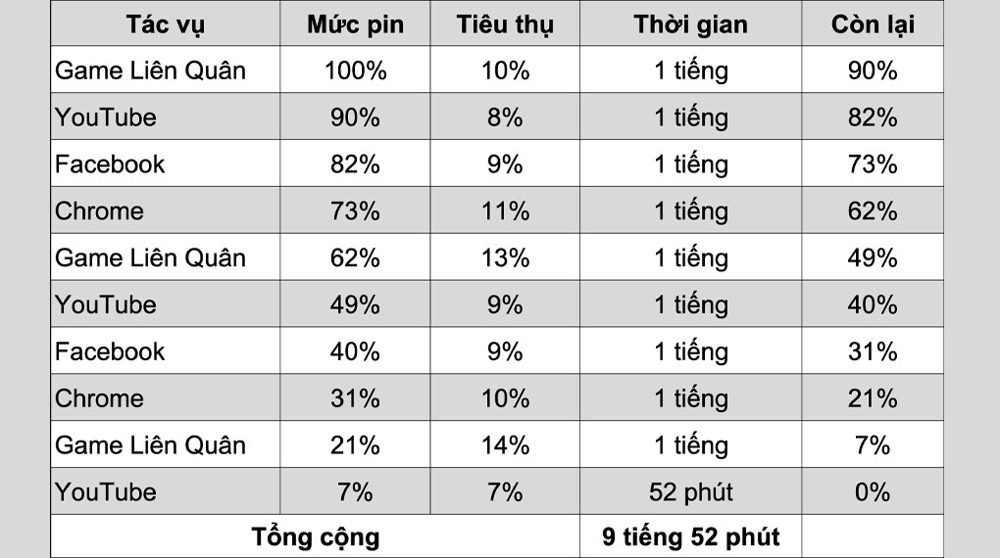 Tác vụ Mức pin Tiêu thụ Thời gian Còn lại
Game Liên Quân 100% 10% 1 tiếng 90%
YouTube 90% 8% 1 tiếng 82%
Facebook 82% 9% 1 tiếng 73%
Chrome 73% 11% 1 tiếng 62%
Game Liên Quân 62% 13% 1 tiếng 49%
YouTube 49% 9% 1 tiếng 40%
Facebook 40% 9% 1 tiếng 31%
Chrome 31% 10% 1 tiếng 21%
Game Liên Quân 21% 14% 1 tiếng 7%
YouTube 7% 7% 52 phút 0%
Tổng cộng 9 tiếng 52 phút